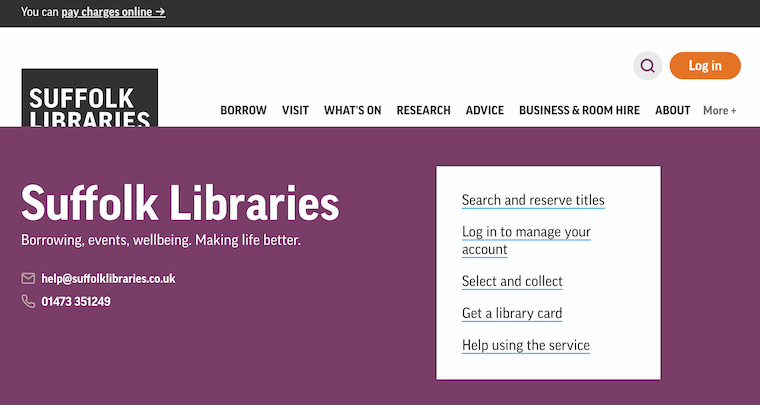 You can pay charges online →
Log in
SUFFOLK
LIBRARIES
BORROW VISIT WHAT'S ON RESEARCH ADVICE BUSINESS & ROOM HIRE ABOUT More +
Suffolk Libraries
Borrowing, events, wellbeing. Making life better.
help@suffolklibraries.co.uk
01473 351249
Search and reserve titles
Log in to manage your
account
Select and collect
Get a library card
Help using the service